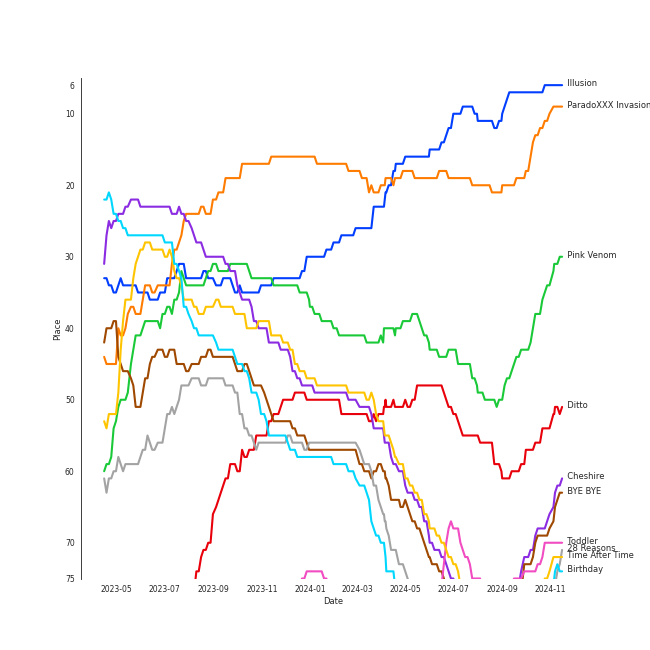 6
10
20
30
40
50
60
70
75
Place
2023-05
2023-07
2023-09
2023-11
2024-01
2024-03
2024-05
2024-07
2024-09
2024-11
Date
Illusion
ParadoXXX Invasion
Pink Venom
Ditto
Cheshire
BYE BYE
Toddler
28 Reasons
Time After Time
Birthday